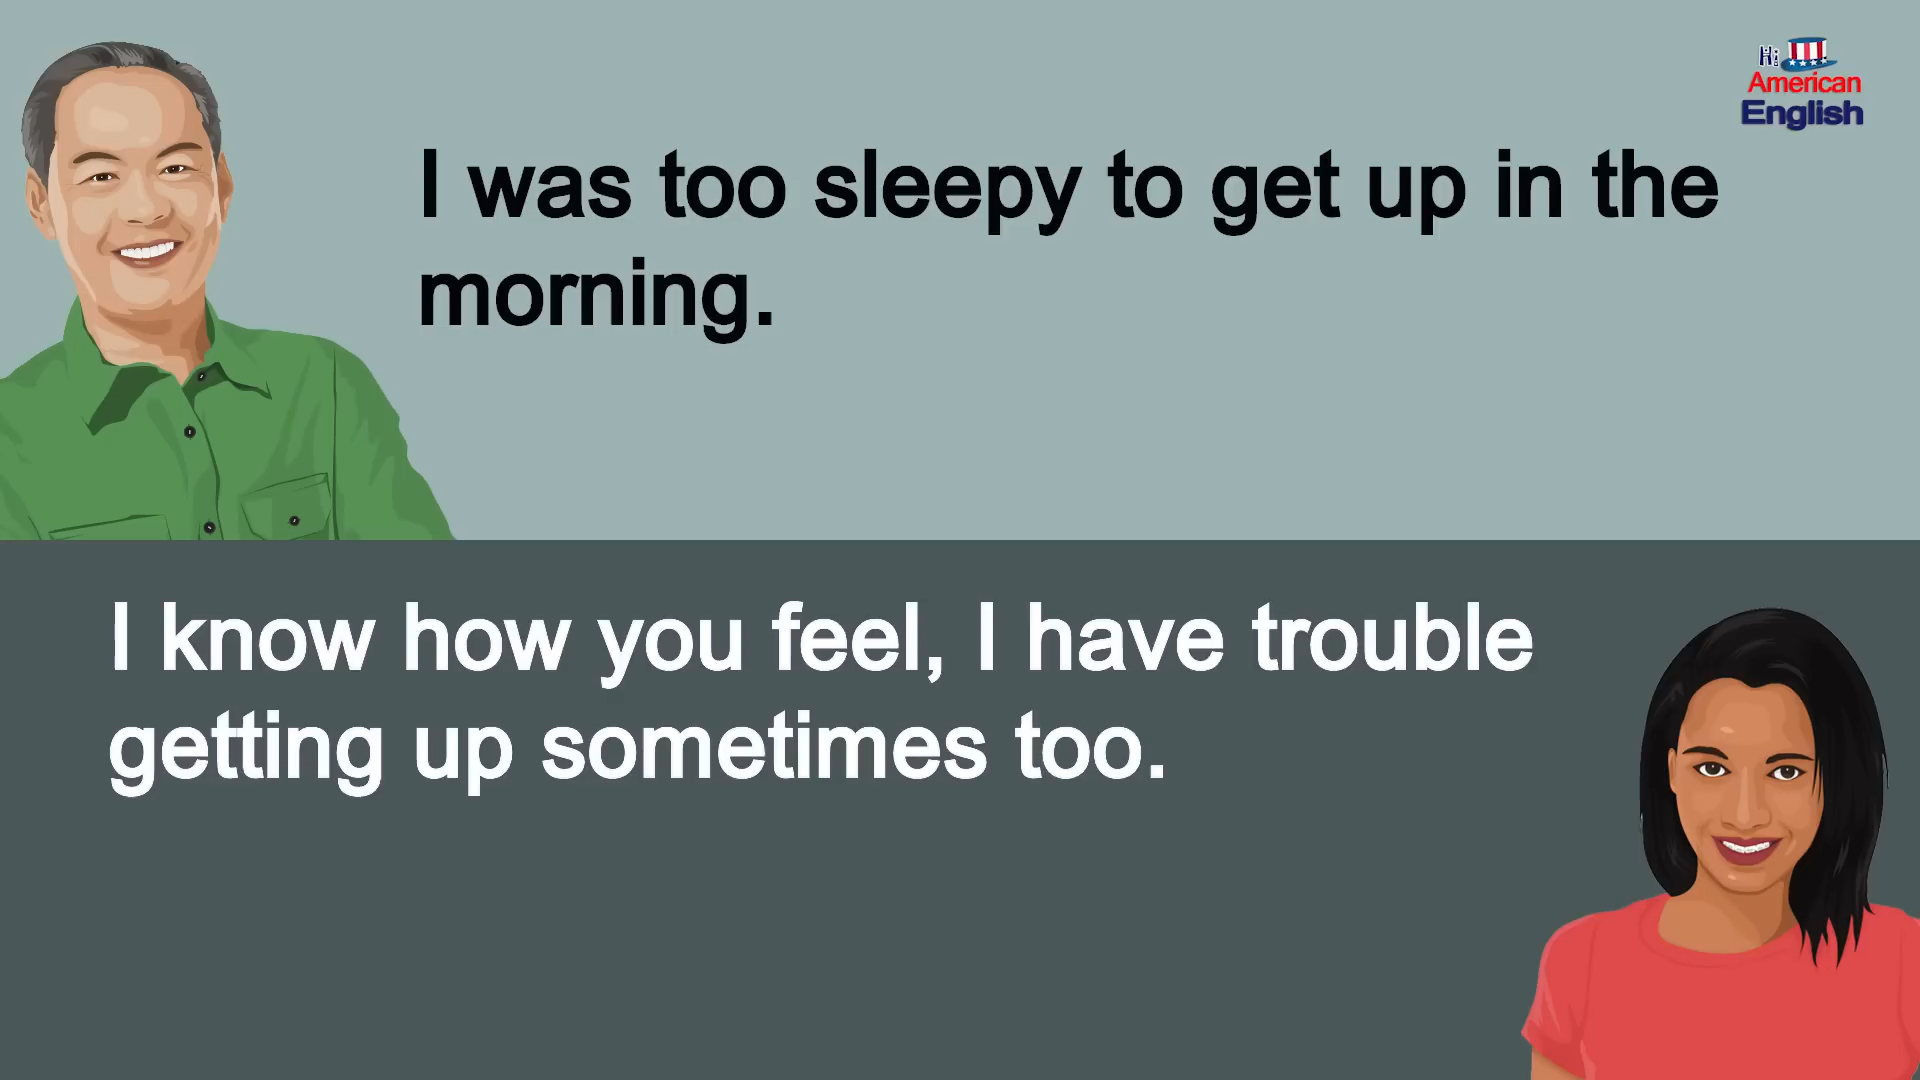 Hi
American
English
I was too sleepy to get up in the
morning.
I know how you feel, I have trouble
getting up sometimes too.